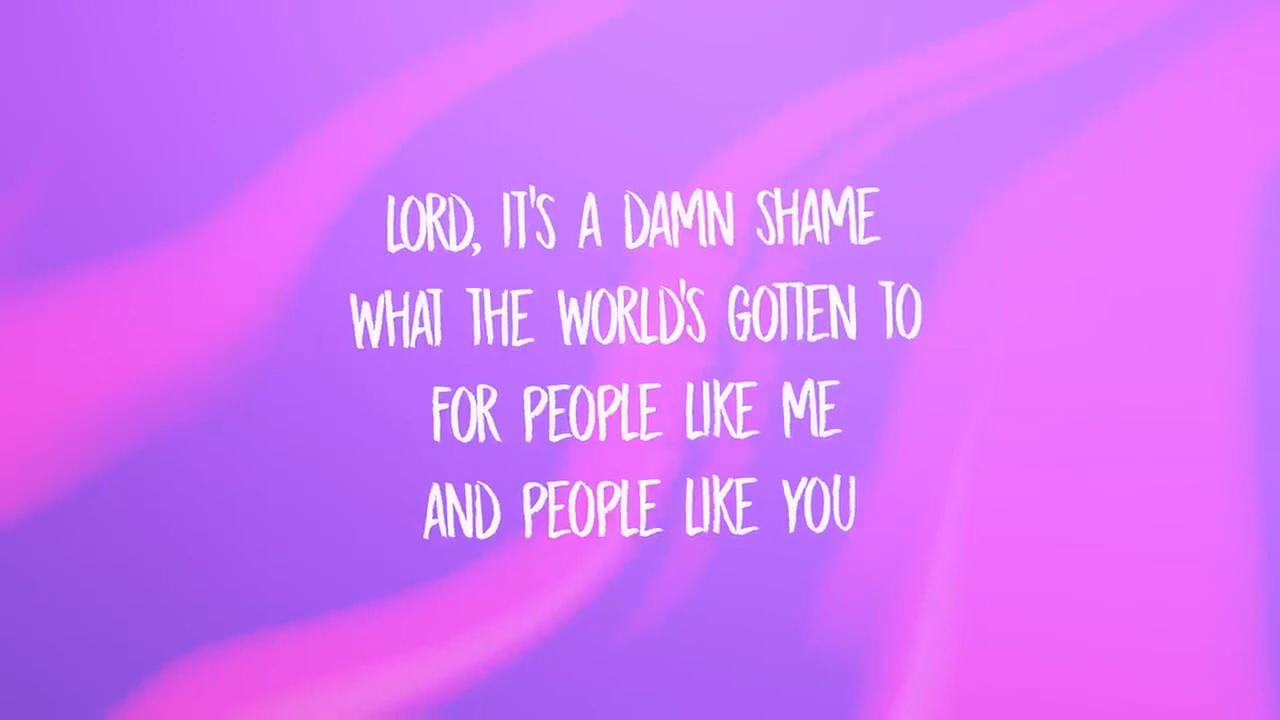 LORD, IT'S A DAMN SHAME
WHAT THE WORLD'S GOTTEN TO
FOR PEOPLE LIKE ME
AND PEOPLE LIKE YOU